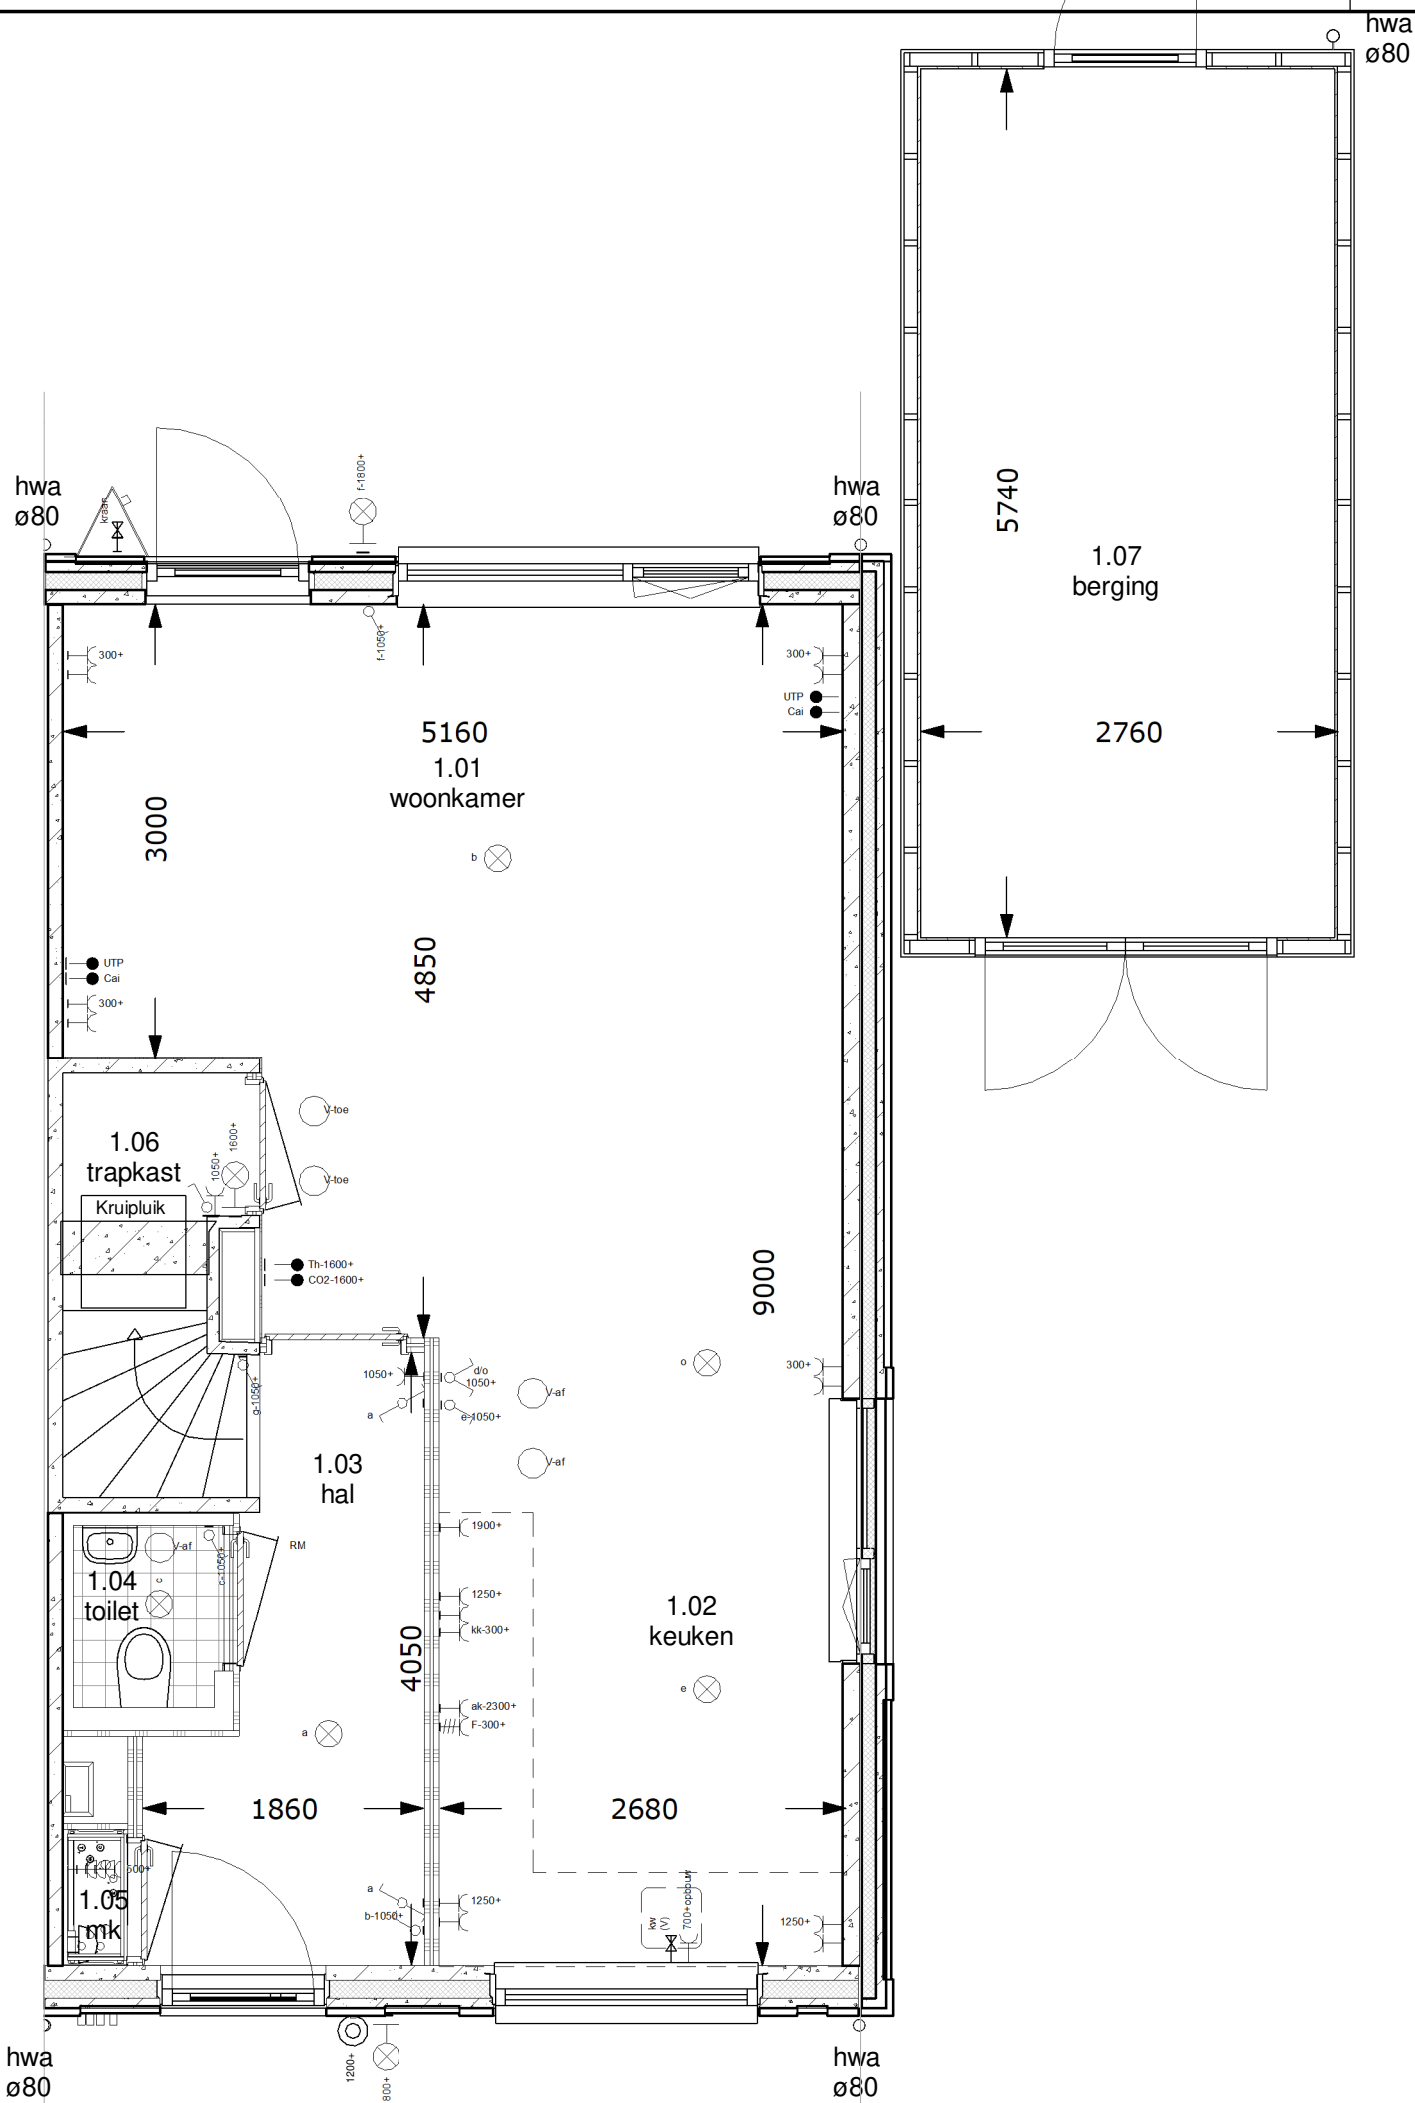 hwa
ø80
hwa
ø80
kraan
f-1800+
hwa
ø80
5740
1.07
berging
f-1050+
300+
300+
UTP
Cai
5160
2760
1.01
woonkamer
3000
b
4850
UTP
Cai
300+
V-toe
1.06
trapkast
1050+
1600+
V-toe
Kruipluik
Th-1600+
CO2-1600+
9000
o
300+
1050+
d/o
1050+
V-af
g-1050+
a
e-1050+
1.03
hal
V-af
1900+
V-af
c-1050+
RM
1.04
toilet
c
1250+
kk-300+
1.02
keuken
4050
e
ak-2300+
F-300+
a
1860
2680
500+
1.05
mk
a
b-1050+
1250+
kw
(V)
700+opbouw
1250+
hwa
ø80
1200+
800+
hwa
ø80